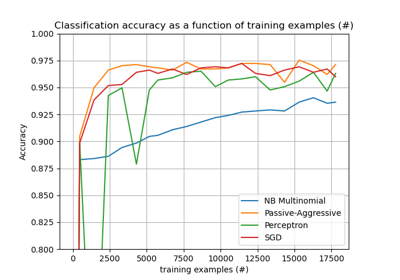 Classification accuracy as a function of training examples (#)
1.000
0.975
0.950
0.925
0.900
0.875
0.850
0.825
0.800
Accuracy
NB Multinomial
Passive-Aggressive
Perceptron
SGD
0 2500 5000 7500 10000 12500 15000 17500
training examples (#)